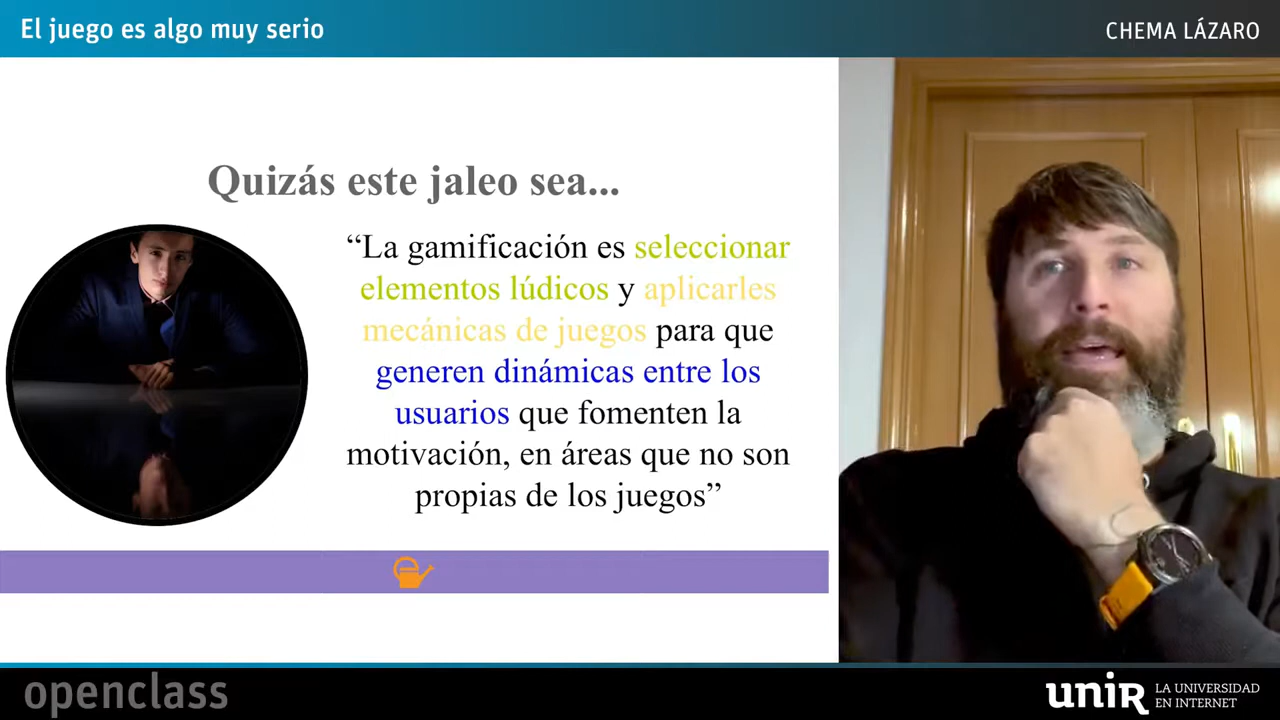 El juego es algo muy serio
CHEMA LÁZARO
Quizás este jaleo sea...
“La gamificación es seleccionar
elementos lúdicos y aplicarles
mecánicas de juegos para que
generen dinámicas entre los
usuarios que fomenten la
motivación, en áreas que no son
propias de los juegos”
openclass
unir LA UNIVERSIDAD
EN INTERNET